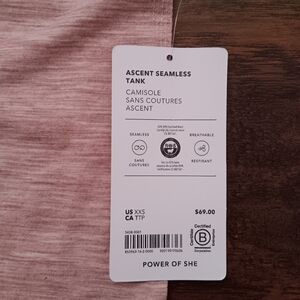 ASCENT SEAMLESS
TANK
CAMISOLE
SANS COUTURES
ASCENT
SEAMLESS
BREATHABLE
SANS
COUTURES
RESPIRANT
US XXS
CA TTP
$69.00
Certified
B
Corporation
POWER OF SHE